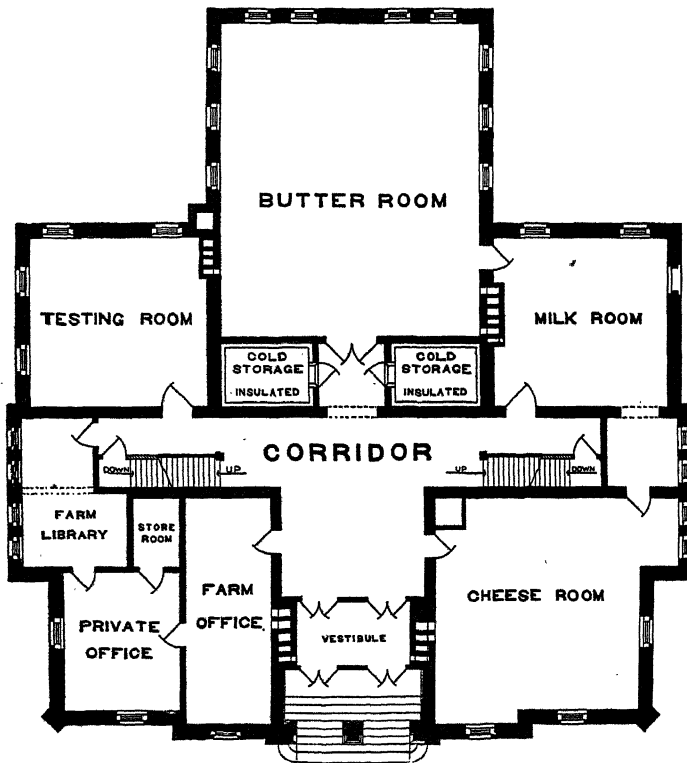 BUTTER ROOM
TESTING ROOM
MILK ROOM
COLD
STORAGE
INSULATED
COLD
STORAGE
INSULATED
CORRIDOR
DOWN
UP
UP
DOWN
FARM
LIBRARY
STORE
ROOM
FARM
OFFICE
CHEESE ROOM
PRIVATE
OFFICE
VESTIBULE